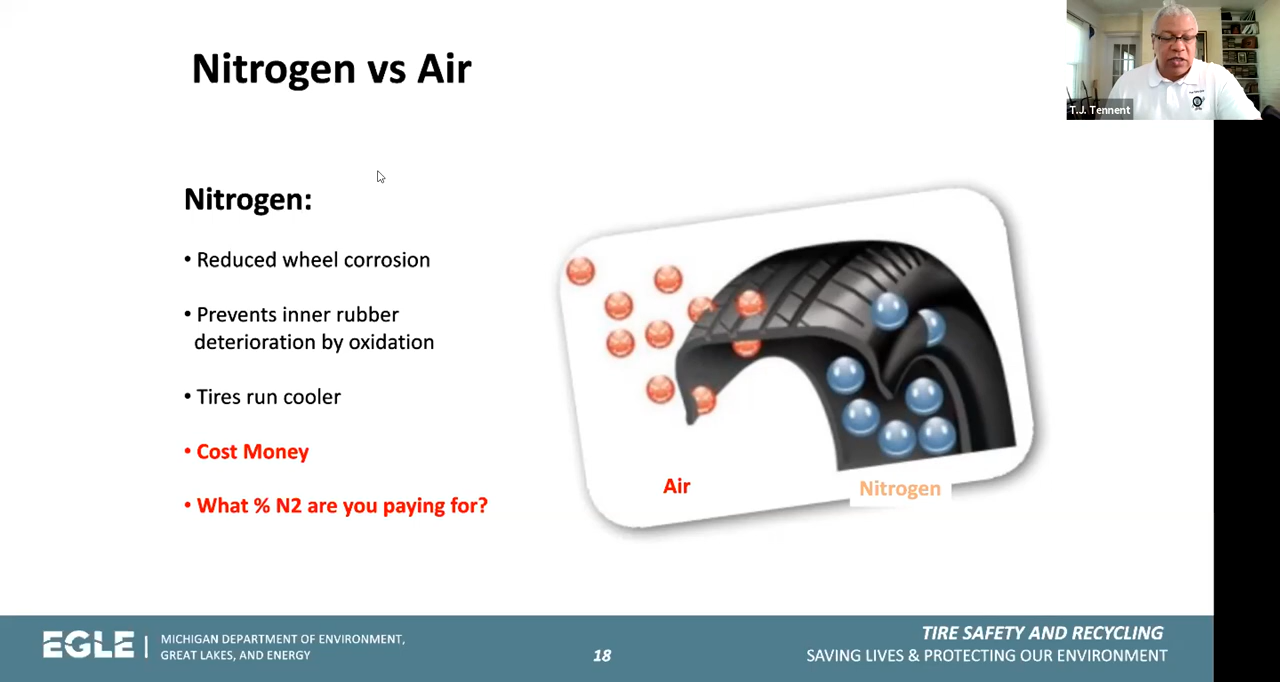 Nitrogen vs Air
T.J. Tennent
Nitrogen:
• Reduced wheel corrosion
• Prevents inner rubber
deterioration by oxidation
• Tires run cooler
• Cost Money
• What % N2 are you paying for?
Air
Nitrogen
EGLE
MICHIGAN DEPARTMENT OF ENVIRONMENT,
GREAT LAKES, AND ENERGY
18
TIRE SAFETY AND RECYCLING
SAVING LIVES & PROTECTING OUR ENVIRONMENT